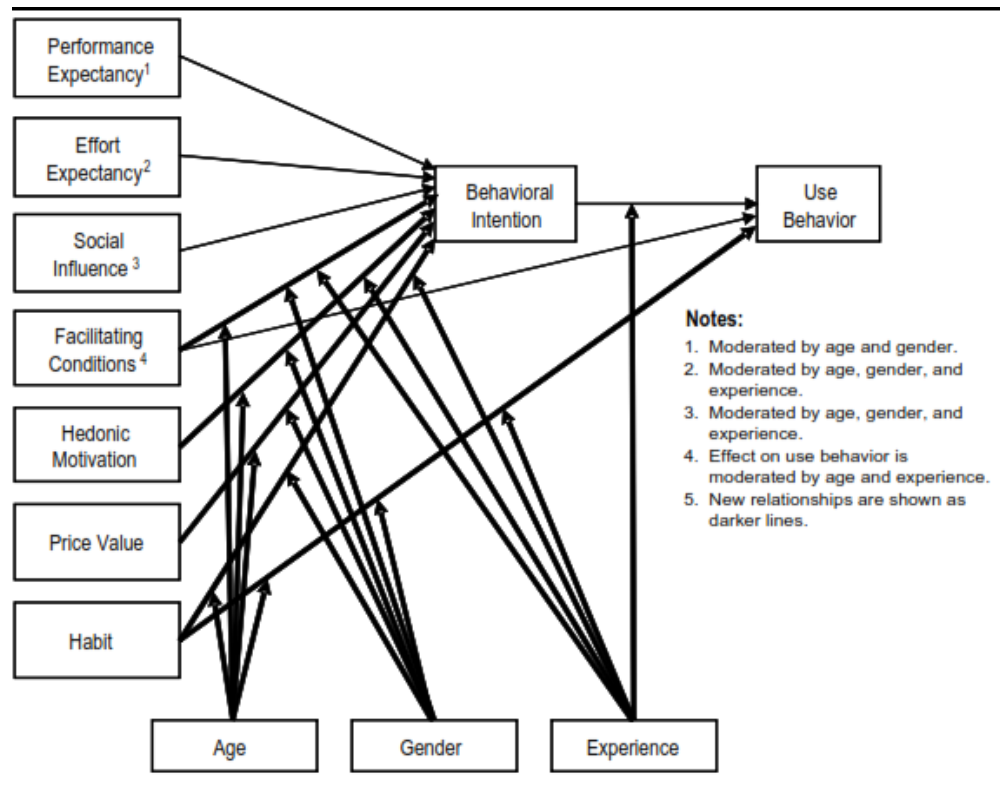 Performance
Expectancy¹
Effort
Expectancy²
Social
Influence ³
Facilitating
Conditions ⁴
Hedonic
Motivation
Price Value
Habit
Behavioral
Intention
Use
Behavior
Notes:
1. Moderated by age and gender.
2. Moderated by age, gender, and
experience.
3. Moderated by age, gender, and
experience.
4. Effect on use behavior is
moderated by age and experience.
5. New relationships are shown as
darker lines.
Age
Gender
Experience